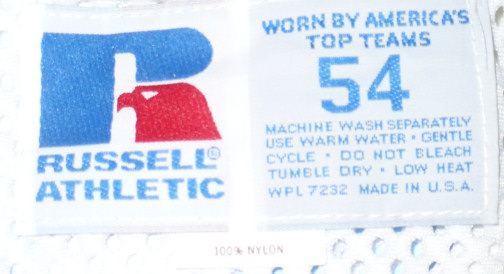 RUSSELL®
ATHLETIC
WORN BY AMERICA'S
TOP TEAMS
54
MACHINE WASH SEPARATELY
USE WARM WATER • GENTLE
CYCLE • DO NOT BLEACH
TUMBLE DRY • LOW HEAT
WPL 7232 MADE IN U.S.A.
100% NYLON